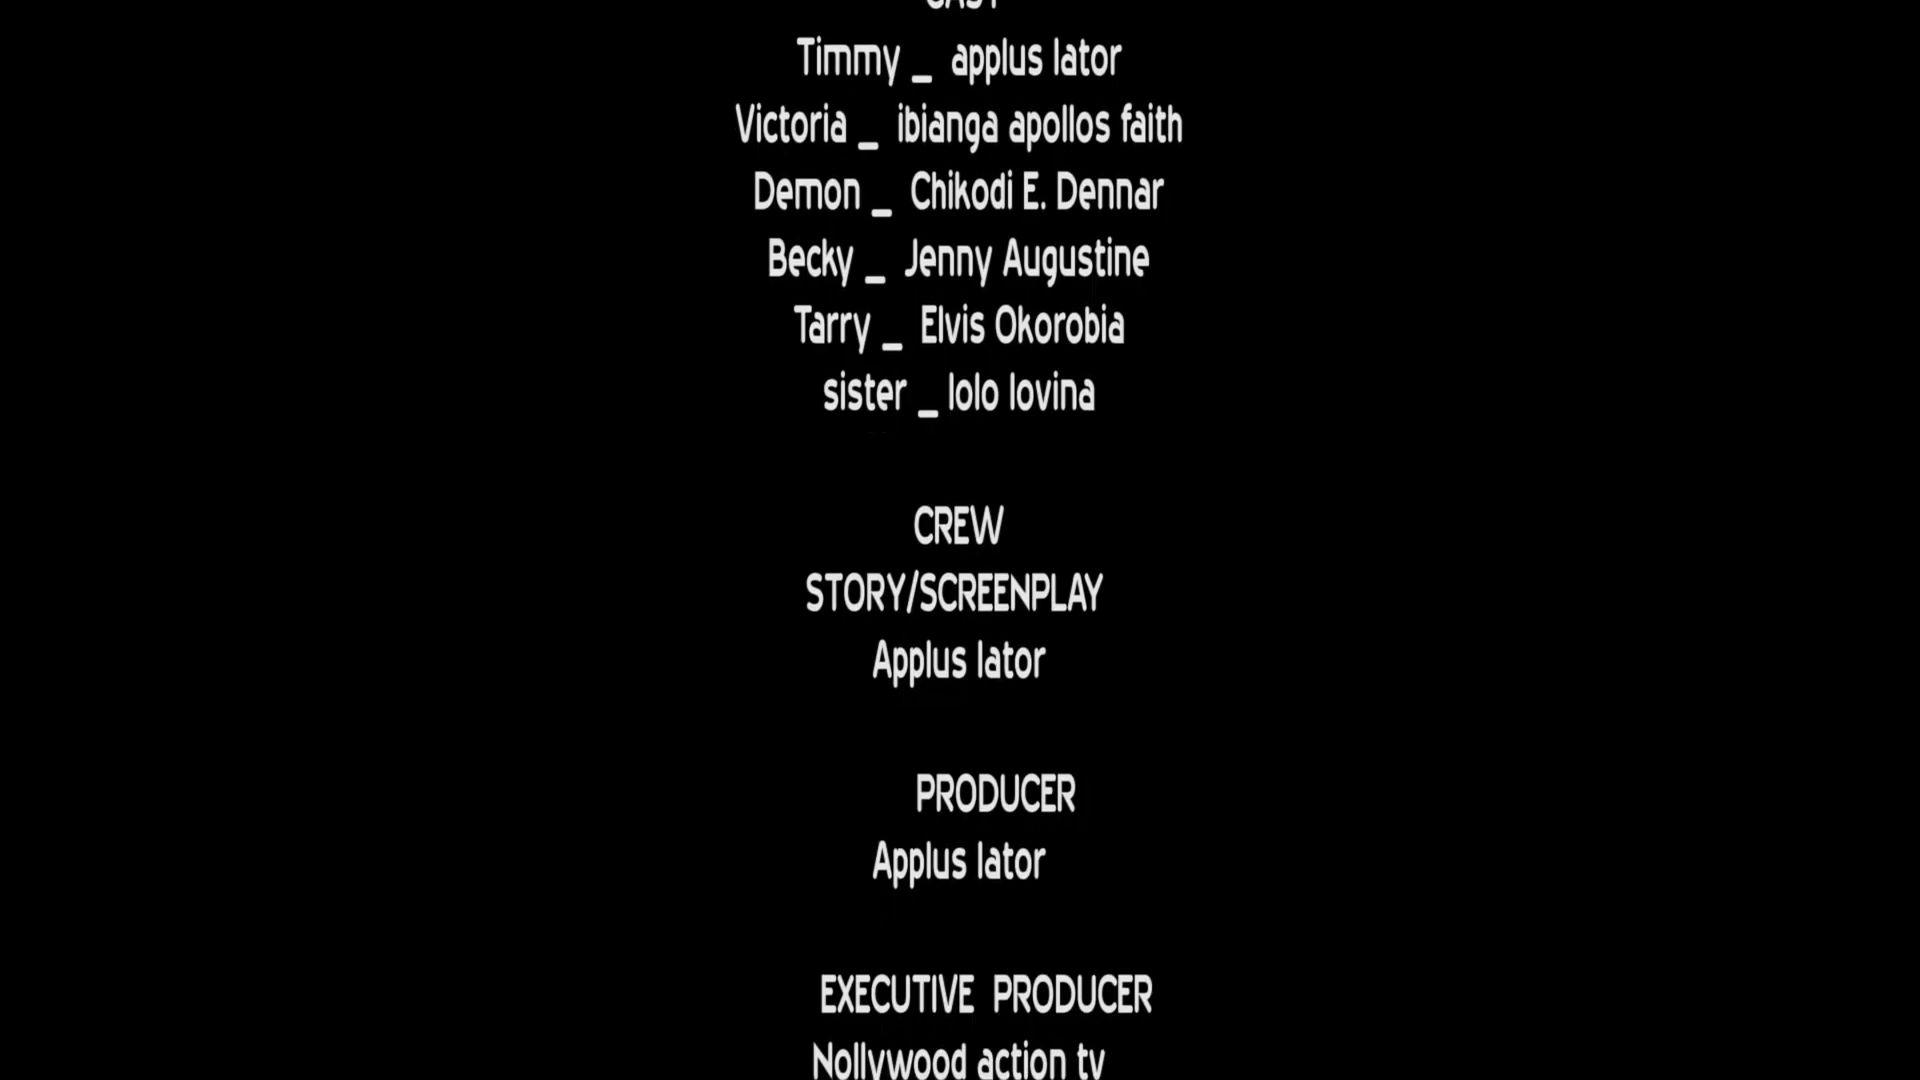 CAST
Timmy _ applus lator
Victoria _ ibianga apollos faith
Demon _ Chikodi E. Dennar
Becky _ Jenny Augustine
Tarry _ Elvis Okorobia
sister _ lolo lovina
CREW
STORY/SCREENPLAY
Applus lator
PRODUCER
Applus lator
EXECUTIVE PRODUCER
Nollywood action tv